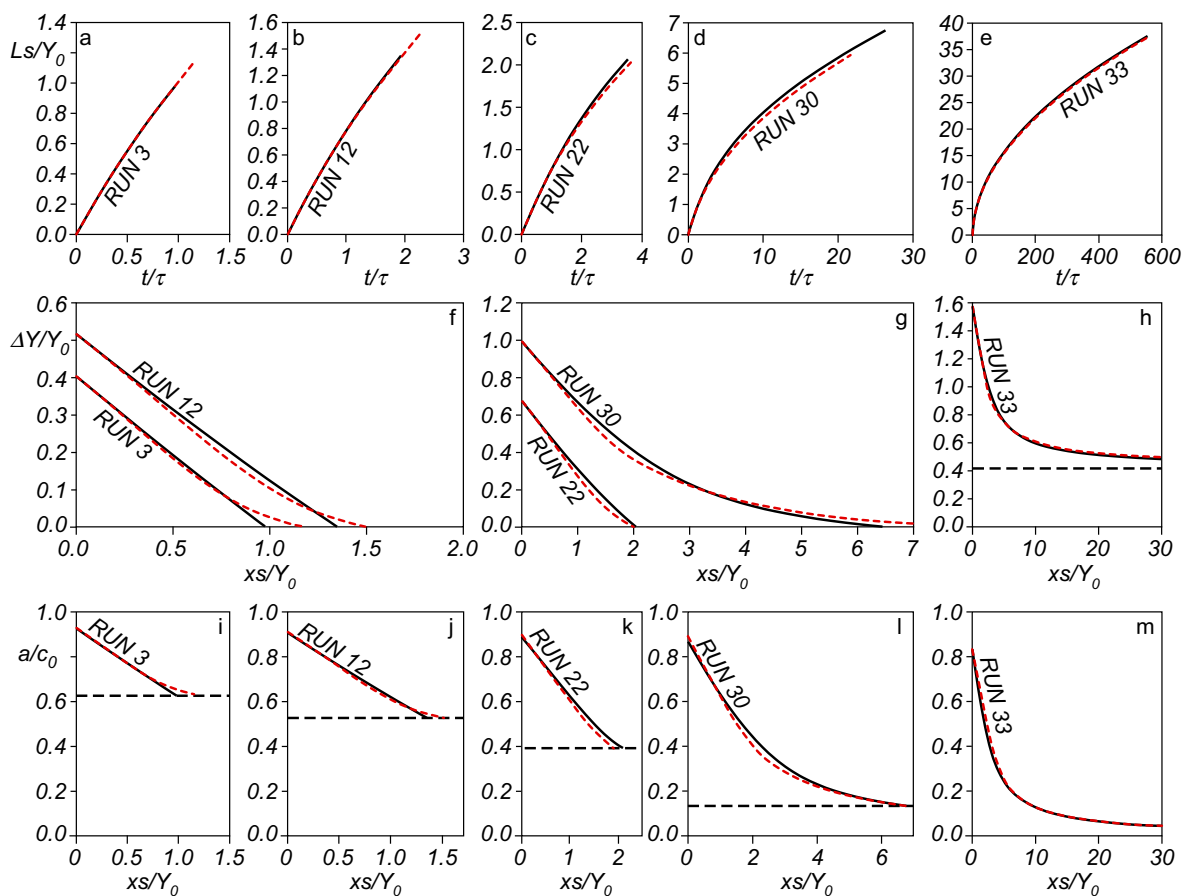 1.4 a 1.6 b 2.5 c 7 d 40 e
Ls/Y0 1.2 1.4 2.0 6 35
1.0 1.2 1.5 5 30
0.8 1.0 1.0 4 25
0.6 0.8 0.5 3 20
0.4 0.6 0.0 2 15
0.2 0.4 1 10
0.0 0.2 0 5
0.0 0
RUN 3 RUN 12 RUN 22 RUN 30 RUN 33
0 0.5 1.0 1.5 0 1 2 3 0 2 4 0 10 20 30 0 200 400 600
t/τ t/τ t/τ t/τ t/τ
0.6 f 1.2 g 1.6 h
ΔY/Y0 1.0 1.4
0.4 0.8 1.2
0.3 0.6 1.0
0.2 0.4 0.8
0.1 0.2 0.6
0.0 0.0 0.4
0.2
0.0
RUN 12 RUN 30 RUN 33
RUN 3 RUN 22
0.0 0.5 1.0 1.5 2.0 0 1 2 3 4 5 6 7 0 10 20 30
xs/Y0 xs/Y0 xs/Y0
1.0 i 1.0 j 1.0 k 1.0 l 1.0 m
a/c0 0.8 0.8 0.8 0.8
0.6 0.6 0.6 0.6 0.6
0.4 0.4 0.4 0.4 0.4
0.2 0.2 0.2 0.2 0.2
0.0 0.0 0.0 0.0 0.0
RUN 3 RUN 12 RUN 22 RUN 30 RUN 33
0.0 0.5 1.0 1.5 0.0 0.5 1.0 1.5 0 1 2 0 2 4 6 0 10 20 30
xs/Y0 xs/Y0 xs/Y0 xs/Y0 xs/Y0